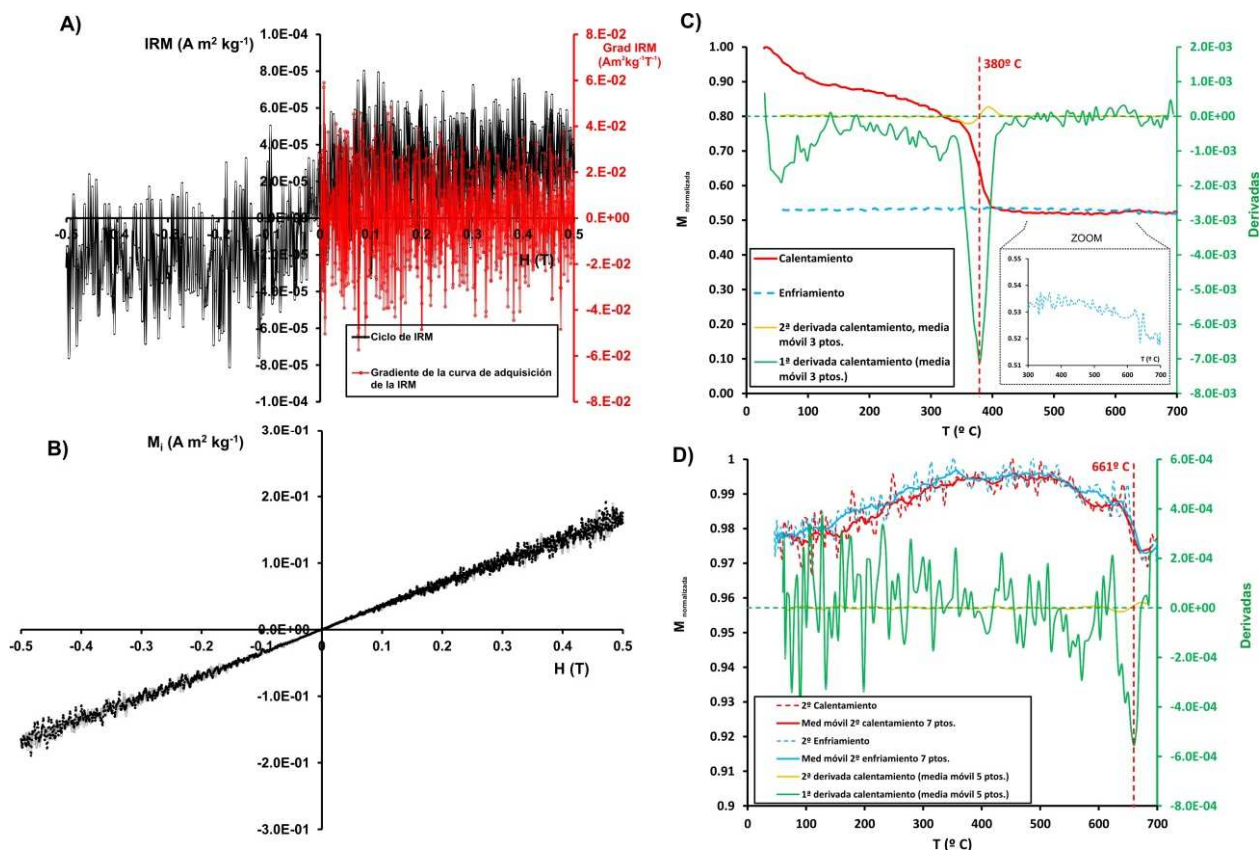 A)
IRM (A m² kg⁻¹)
1.0E-04
8.0E-05
6.0E-05
4.0E-05
2.0E-05
0.0E+00
-2.0E-05
-4.0E-05
-6.0E-05
-8.0E-05
-1.0E-04
-0.5 -0.4 -0.3 -0.2 -0.1 0 0.1 0.2 0.3 0.4 0.5
H (T)
Grad IRM
(Am²kg⁻¹T⁻¹)
8.E-02
6.E-02
4.E-02
2.E-02
0.E+00
-2.E-02
-4.E-02
-6.E-02
-8.E-02
Ciclo de IRM
Gradiente de la curva de adquisición
de la IRM
B)
Mᵢ (A m² kg⁻¹)
3.0E-01
2.0E-01
1.0E-01
0.0E+00
-1.0E-01
-2.0E-01
-3.0E-01
-0.5 -0.4 -0.3 -0.2 -0.1 0 0.1 0.2 0.3 0.4 0.5
H (T)
C)
M normalizada
1.00
0.90
0.80
0.70
0.60
0.50
0.40
0.30
0.20
0.10
0.00
380º C
2.0E-03
1.0E-03
0.0E+00
-1.0E-03
-2.0E-03
-3.0E-03
-4.0E-03
-5.0E-03
-6.0E-03
-7.0E-03
-8.0E-03
Derivadas
Calentamiento
Enfriamiento
2ª derivada calentamiento, media
móvil 3 ptos.
1ª derivada calentamiento (media
móvil 3 ptos.)
ZOOM
0.55
0.54
0.53
0.52
0.51
T (º C)
300 400 500 600 700
0 100 200 300 400 500 600 700
T (º C)
D)
M normalizada
1
0.99
0.98
0.97
0.96
0.95
0.94
0.93
0.92
0.91
0.9
661º C
6.0E-04
4.0E-04
2.0E-04
0.0E+00
-2.0E-04
-4.0E-04
-6.0E-04
-8.0E-04
Derivadas
2º Calentamiento
Med móvil 2º calentamiento 7 ptos.
2º Enfriamiento
Med móvil 2º enfriamiento 7 ptos.
2ª derivada calentamiento (media móvil 5 ptos.)
1ª derivada calentamiento (media móvil 5 ptos.)
0 100 200 300 400 500 600 700
T (º C)